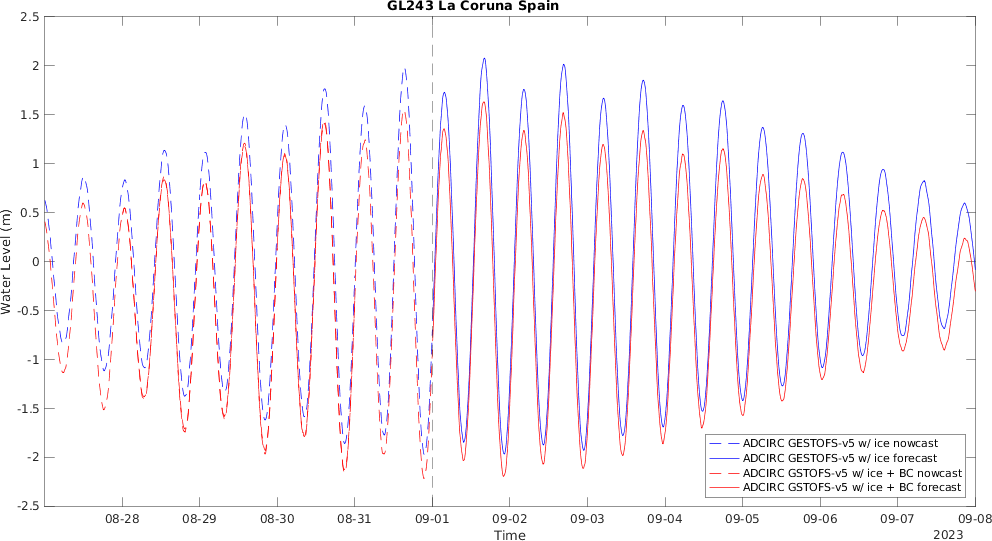 GL243 La Coruna Spain
2.5
2
1.5
1
0.5
0
-0.5
-1
-1.5
-2
-2.5
Water Level (m)
08-28 08-29 08-30 08-31 09-01 09-02 09-03 09-04 09-05 09-06 09-07 09-08
Time
2023
ADCIRC GESTOFS-v5 w/ ice nowcast
ADCIRC GESTOFS-v5 w/ ice forecast
ADCIRC GSTOFS-v5 w/ ice + BC nowcast
ADCIRC GSTOFS-v5 w/ ice + BC forecast